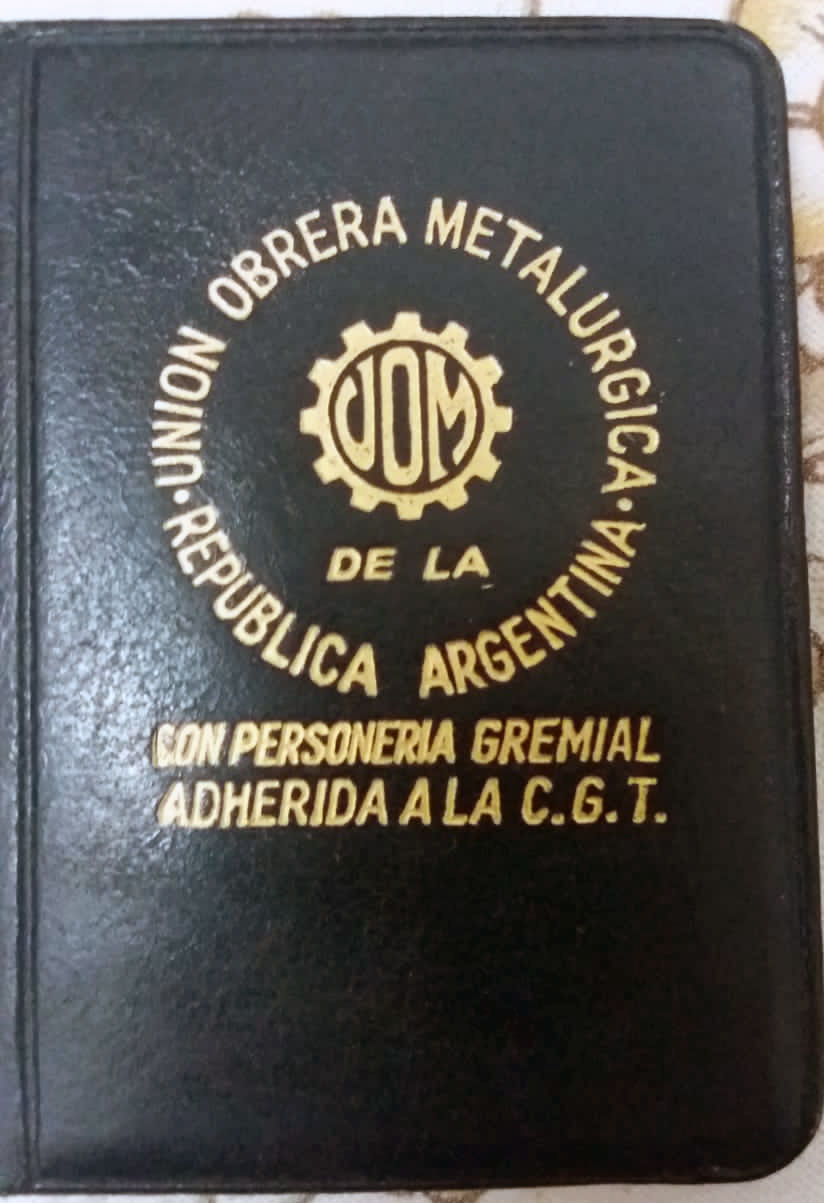 UNION OBRERA METALURGICA
UOM
DE LA
REPUBLICA ARGENTINA
CON PERSONERIA GREMIAL
ADHERIDA A LA C.G.T.